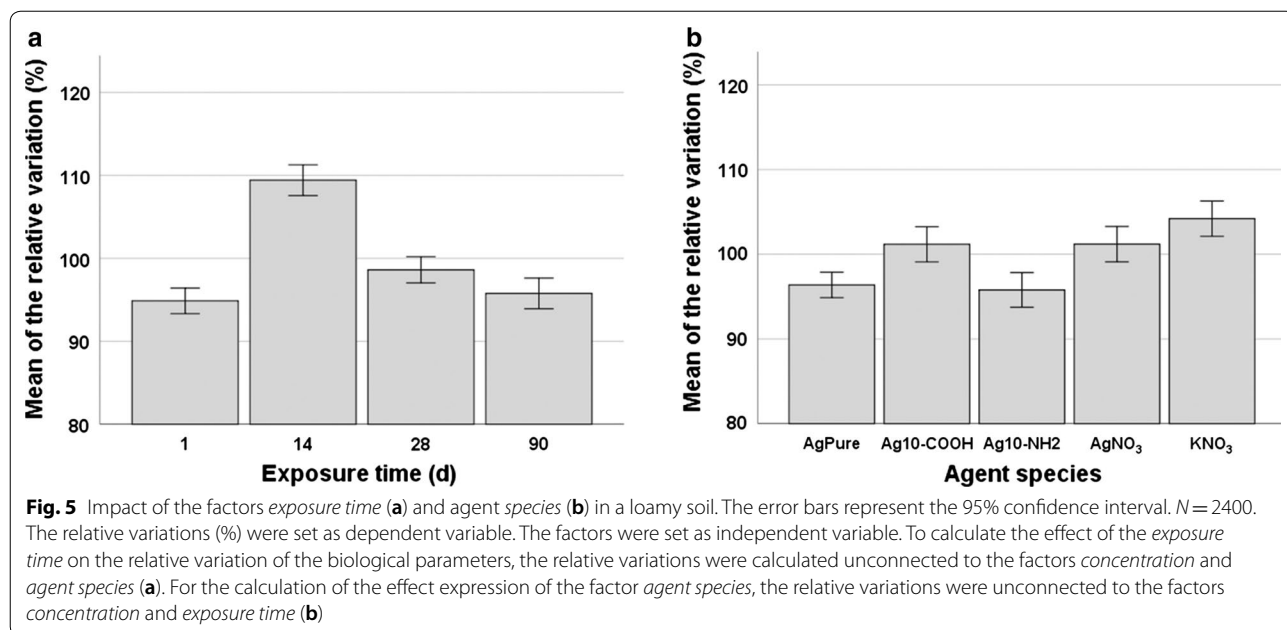 a
Mean of the relative variation (%)
120
110
100
90
80
1 14 28 90
Exposure time (d)
b
Mean of the relative variation (%)
120
110
100
90
80
AgPure Ag10-COOH Ag10-NH2 AgNO₃ KNO₃
Agent species
Fig. 5 Impact of the factors exposure time (a) and agent species (b) in a loamy soil. The error bars represent the 95% confidence interval. N = 2400.
The relative variations (%) were set as dependent variable. The factors were set as independent variable. To calculate the effect of the exposure
time on the relative variation of the biological parameters, the relative variations were calculated unconnected to the factors concentration and
agent species (a). For the calculation of the effect expression of the factor agent species, the relative variations were unconnected to the factors
concentration and exposure time (b)